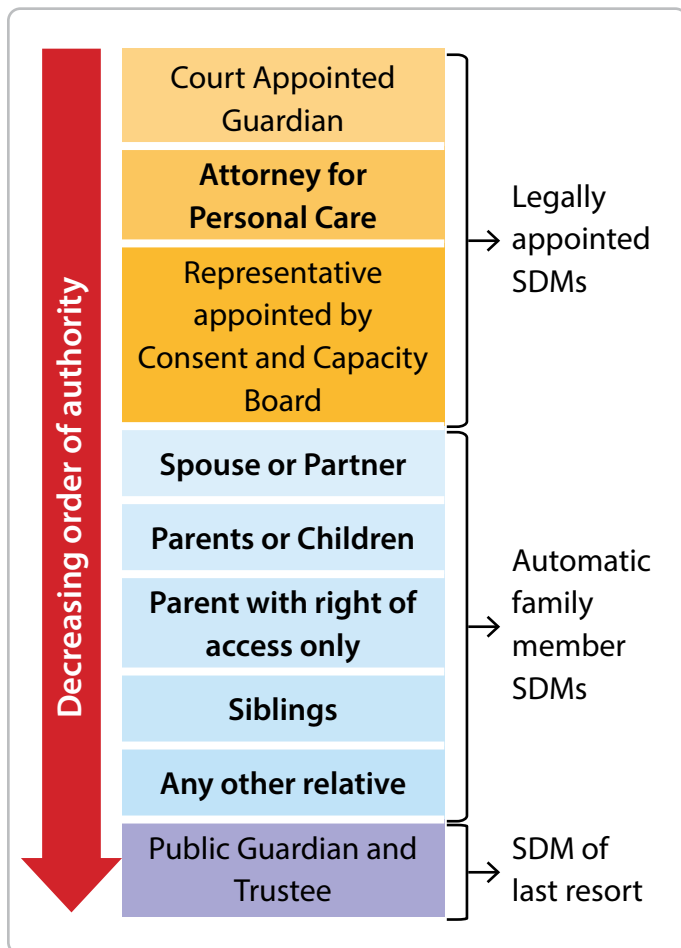 Decreasing order of authority
Court Appointed
Guardian
Attorney for
Personal Care
Representative
appointed by
Consent and Capacity
Board
Legally
appointed
SDMs
Spouse or Partner
Parents or Children
Parent with right of
access only
Siblings
Any other relative
Automatic
family
member
SDMs
Public Guardian and
Trustee
SDM of
last resort